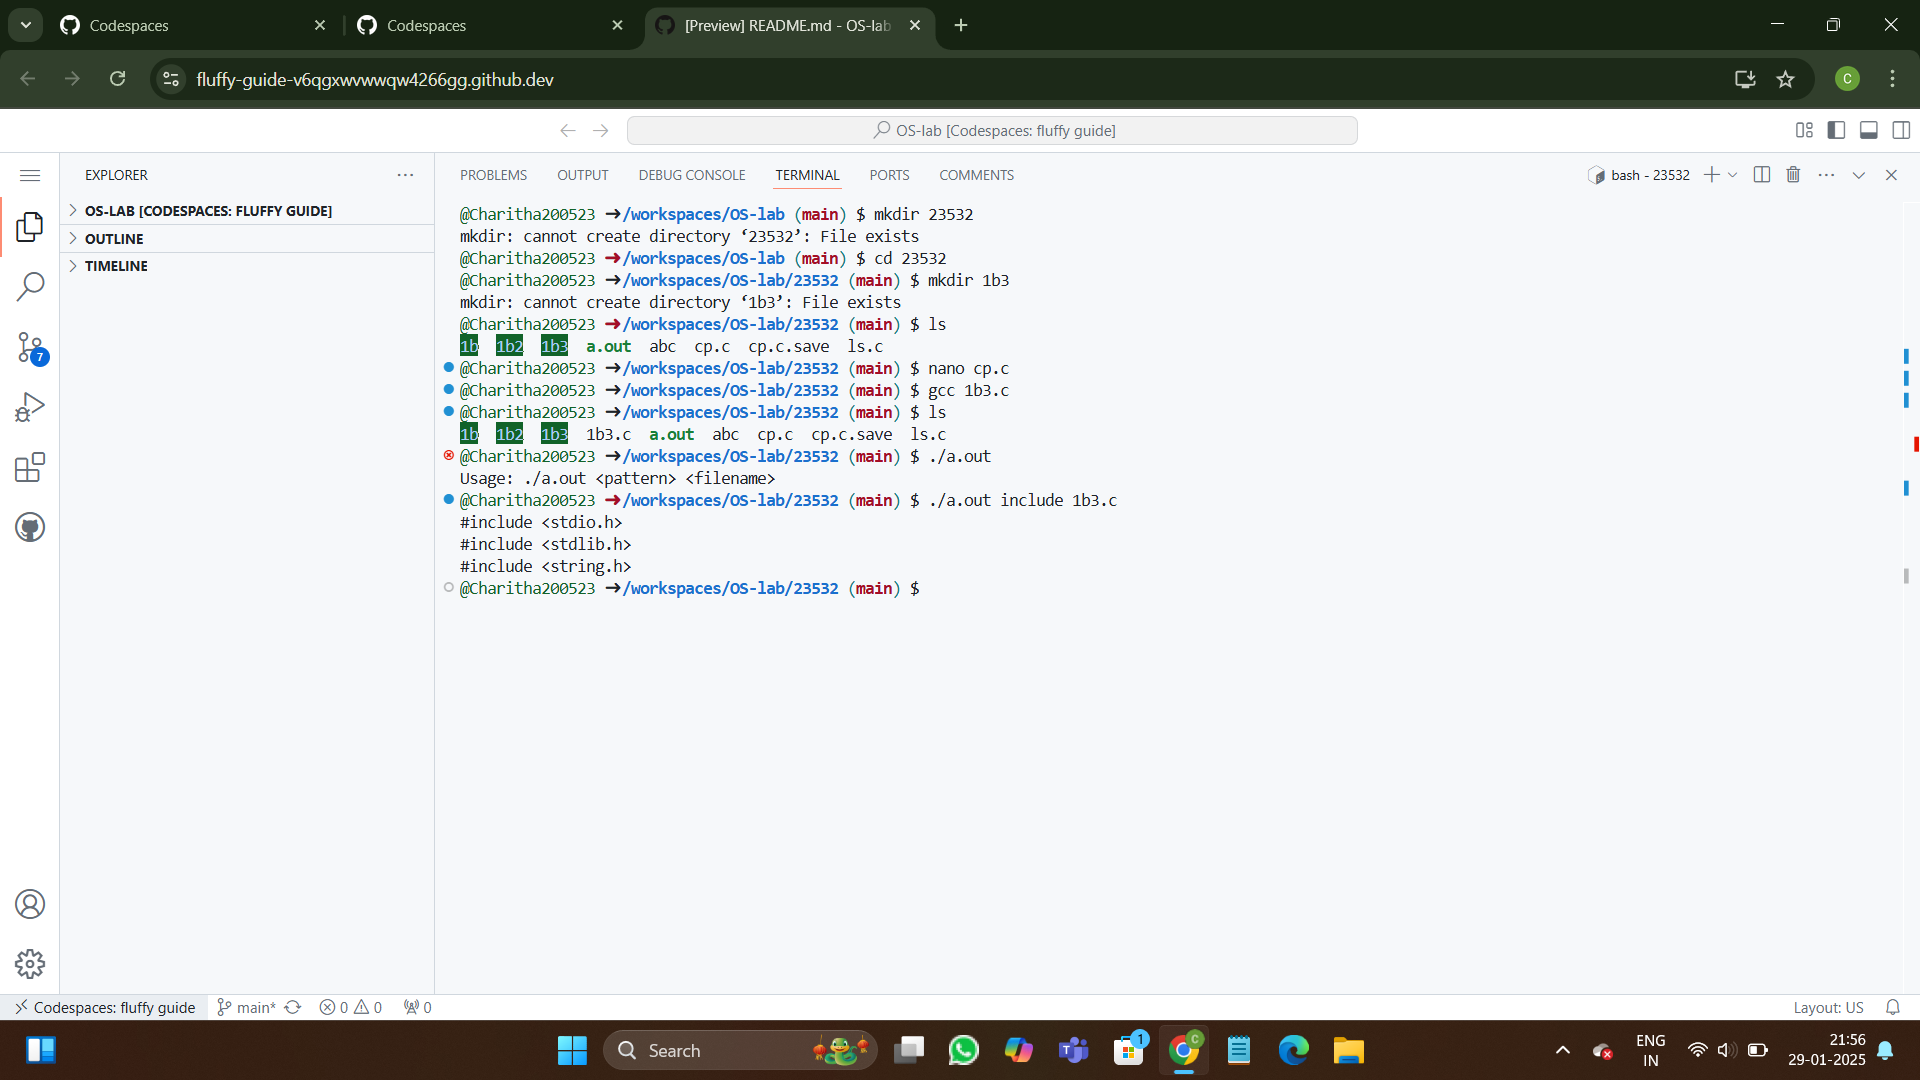 Codespaces
Codespaces
[Preview] README.md - OS-lab
fluffy-guide-v6qgxwvwwqw4266gg.github.dev
C
OS-lab [Codespaces: fluffy guide]
EXPLORER
OS-LAB [CODESPACES: FLUFFY GUIDE]
OUTLINE
TIMELINE
7
PROBLEMS OUTPUT DEBUG CONSOLE TERMINAL PORTS COMMENTS
bash - 23532
@Charitha200523 ➜/workspaces/OS-lab (main) $ mkdir 23532
mkdir: cannot create directory ‘23532’: File exists
@Charitha200523 ➜/workspaces/OS-lab (main) $ cd 23532
@Charitha200523 ➜/workspaces/OS-lab/23532 (main) $ mkdir 1b3
mkdir: cannot create directory ‘1b3’: File exists
@Charitha200523 ➜/workspaces/OS-lab/23532 (main) $ ls
1b 1b2 1b3 a.out abc cp.c cp.c.save ls.c
@Charitha200523 ➜/workspaces/OS-lab/23532 (main) $ nano cp.c
@Charitha200523 ➜/workspaces/OS-lab/23532 (main) $ gcc 1b3.c
@Charitha200523 ➜/workspaces/OS-lab/23532 (main) $ ls
1b 1b2 1b3 1b3.c a.out abc cp.c cp.c.save ls.c
@Charitha200523 ➜/workspaces/OS-lab/23532 (main) $ ./a.out
Usage: ./a.out <pattern> <filename>
@Charitha200523 ➜/workspaces/OS-lab/23532 (main) $ ./a.out include 1b3.c
#include <stdio.h>
#include <stdlib.h>
#include <string.h>
@Charitha200523 ➜/workspaces/OS-lab/23532 (main) $
Codespaces: fluffy guide main* 0 0 0
Layout: US
Search
1
C
ENG
IN
21:56
29-01-2025